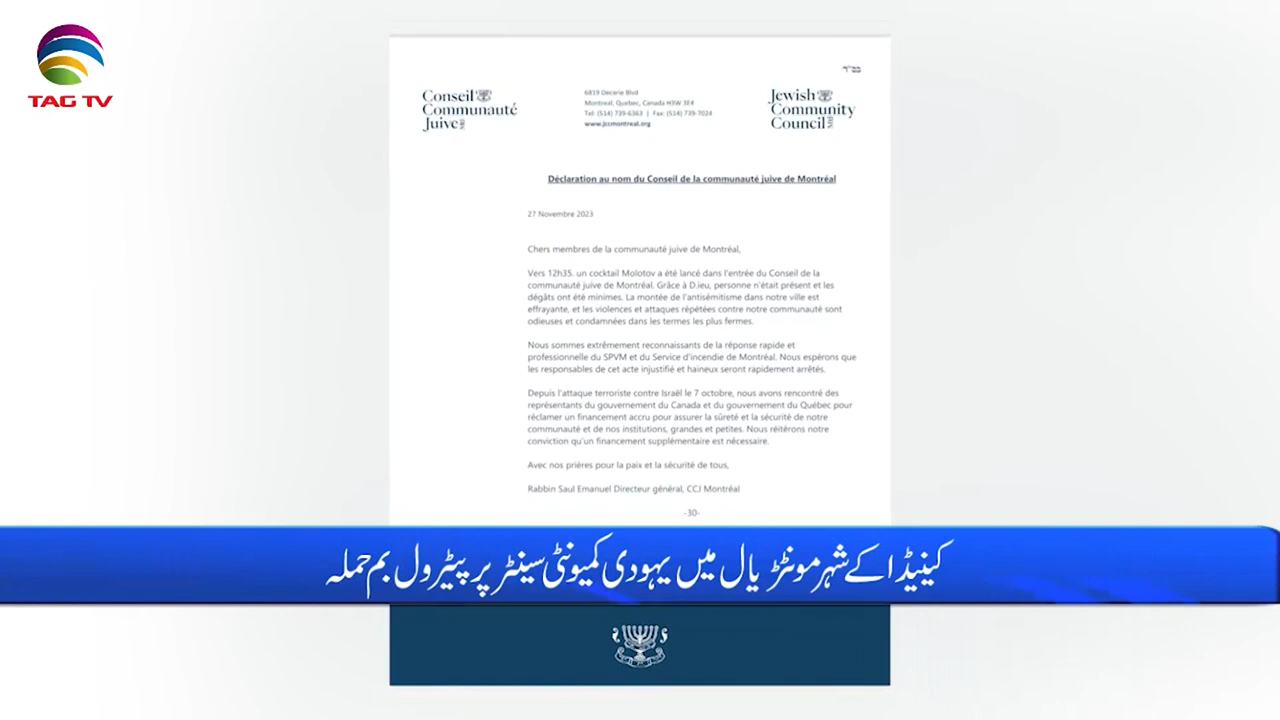 TAG TV
בס"ד
Conseil
Communauté
Juive
6819 Decarie Blvd
Montreal, Quebec, Canada H3W 3E4
Tel: (514) 739-6363 | Fax: (514) 739-7024
www.jccmontreal.org
Jewish
Community
Council
Déclaration au nom du Conseil de la communauté juive de Montréal
27 Novembre 2023
Chers membres de la communauté juive de Montréal,
Vers 12h35. un cocktail Molotov a été lancé dans l'entrée du Conseil de la
communauté juive de Montréal. Grâce à D.ieu, personne n'était présent et les
dégâts ont été minimes. La montée de l'antisémitisme dans notre ville est
effrayante, et les violences et attaques répétées contre notre communauté sont
odieuses et condamnées dans les termes les plus fermes.
Nous sommes extrêmement reconnaissants de la réponse rapide et
professionnelle du SPVM et du Service d'incendie de Montréal. Nous espérons que
les responsables de cet acte injustifié et haineux seront rapidement arrêtés.
Depuis l'attaque terroriste contre Israël le 7 octobre, nous avons rencontré des
représentants du gouvernement du Canada et du gouvernement du Québec pour
réclamer un financement accru pour assurer la sûreté et la sécurité de notre
communauté et de nos institutions, grandes et petites. Nous réitérons notre
conviction qu'un financement supplémentaire est nécessaire.
Avec nos prières pour la paix et la sécurité de tous,
Rabbin Saul Emanuel Directeur général, CCJ Montréal
-30-
کینیڈا کے شہر مونٹریال میں یہودی کمیونٹی سینٹر پر پیٹرول بم حملہ